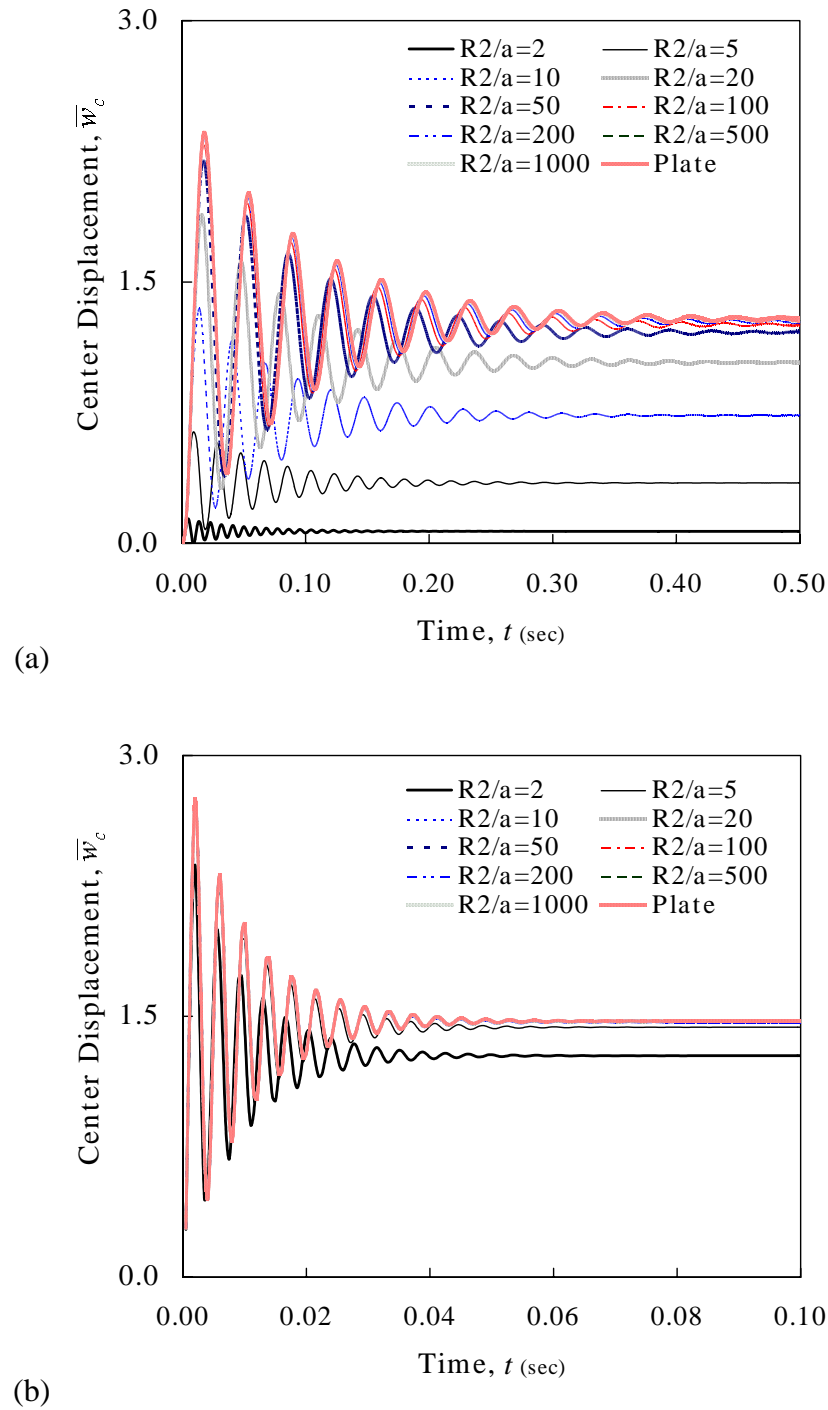 3.0
R2/a=2 R2/a=5
R2/a=10 R2/a=20
R2/a=50 R2/a=100
R2/a=200 R2/a=500
R2/a=1000 Plate
Center Displacement, w̅c
1.5
0.0
0.00 0.10 0.20 0.30 0.40 0.50
Time, t (sec)
(a)
3.0
R2/a=2 R2/a=5
R2/a=10 R2/a=20
R2/a=50 R2/a=100
R2/a=200 R2/a=500
R2/a=1000 Plate
Center Displacement, w̅c
1.5
0.0
0.00 0.02 0.04 0.06 0.08 0.10
Time, t (sec)
(b)